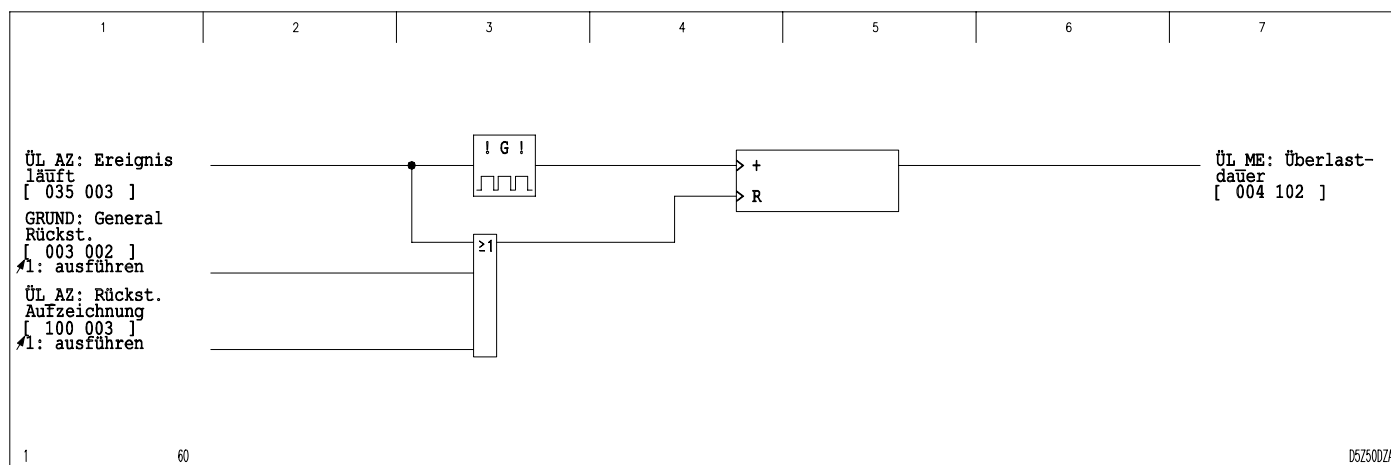 1 2 3 4 5 6 7
! G !
ÜL_AZ: Ereignis
läuft
[ 035 003 ]
+
R
ÜL_ME: Überlast-
dauer
[ 004 102 ]
GRUND: General
Rückst.
[ 003 002 ]
1: ausführen
≥1
ÜL_AZ: Rückst.
Aufzeichnung
[ 100 003 ]
1: ausführen
1 60 D5Z50DZA